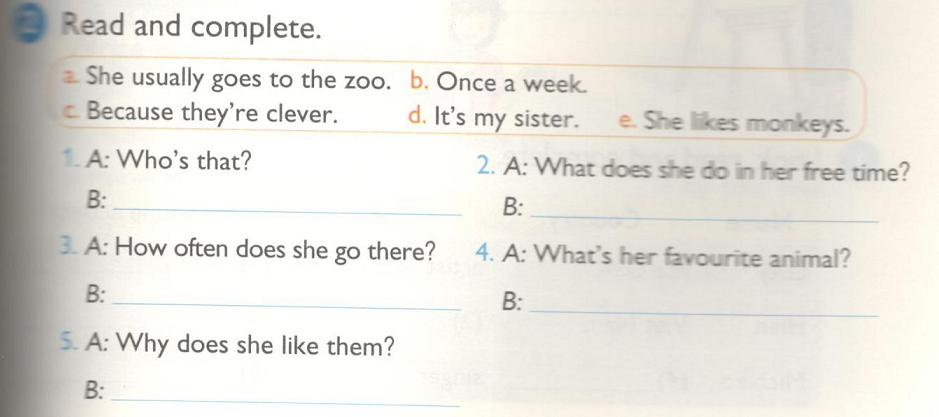 2 Read and complete.
a. She usually goes to the zoo. b. Once a week.
c. Because they're clever. d. It's my sister. e. She likes monkeys.
1. A: Who's that?
B:
2. A: What does she do in her free time?
B:
3. A: How often does she go there?
B:
4. A: What's her favourite animal?
B:
5. A: Why does she like them?
B: